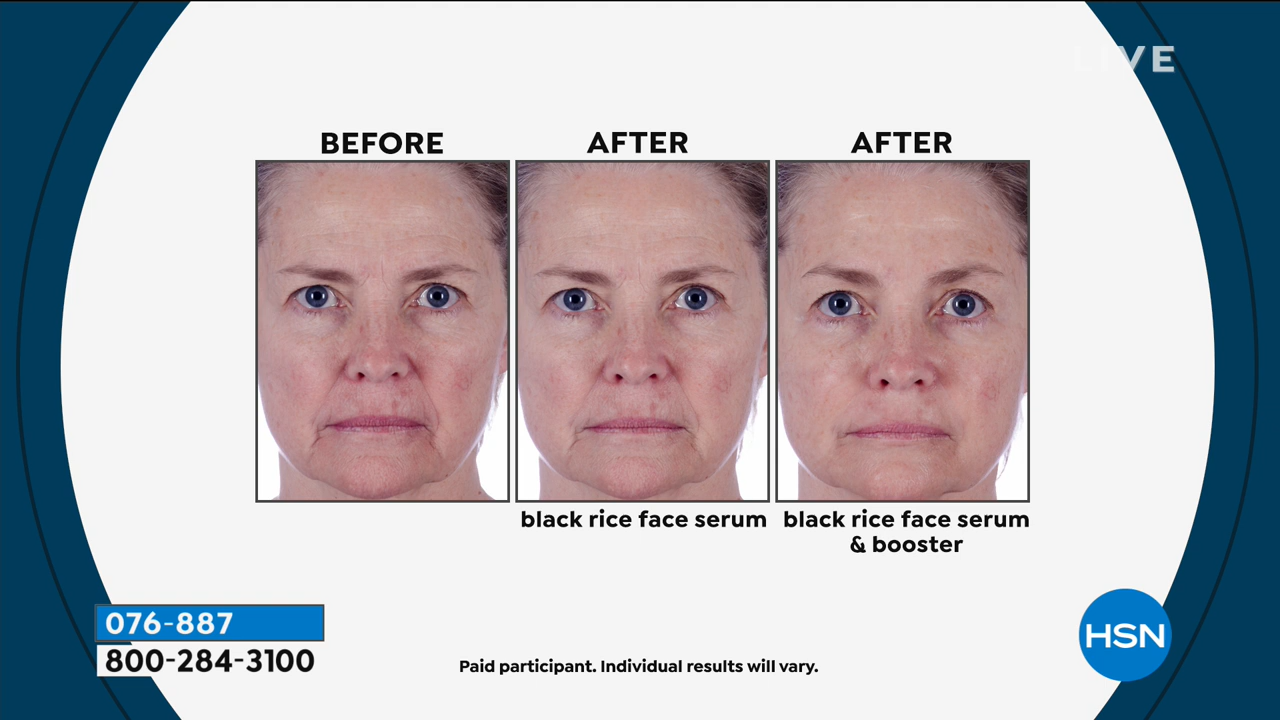 LIVE
BEFORE
AFTER
AFTER
black rice face serum
black rice face serum
& booster
076-887
800-284-3100
Paid participant. Individual results will vary.
HSN